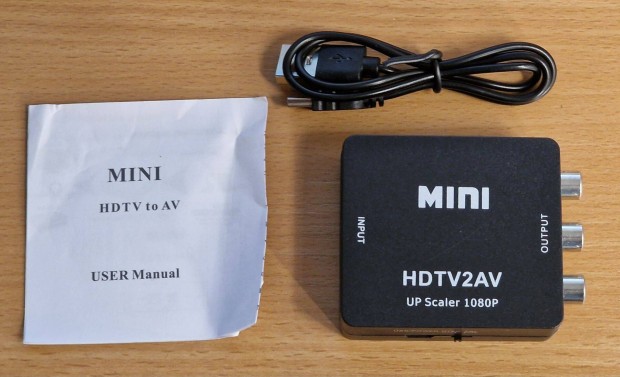 MINI
HDTV to AV
USER Manual
MINI
INPUT
OUTPUT
HDTV2AV
UP Scaler 1080P